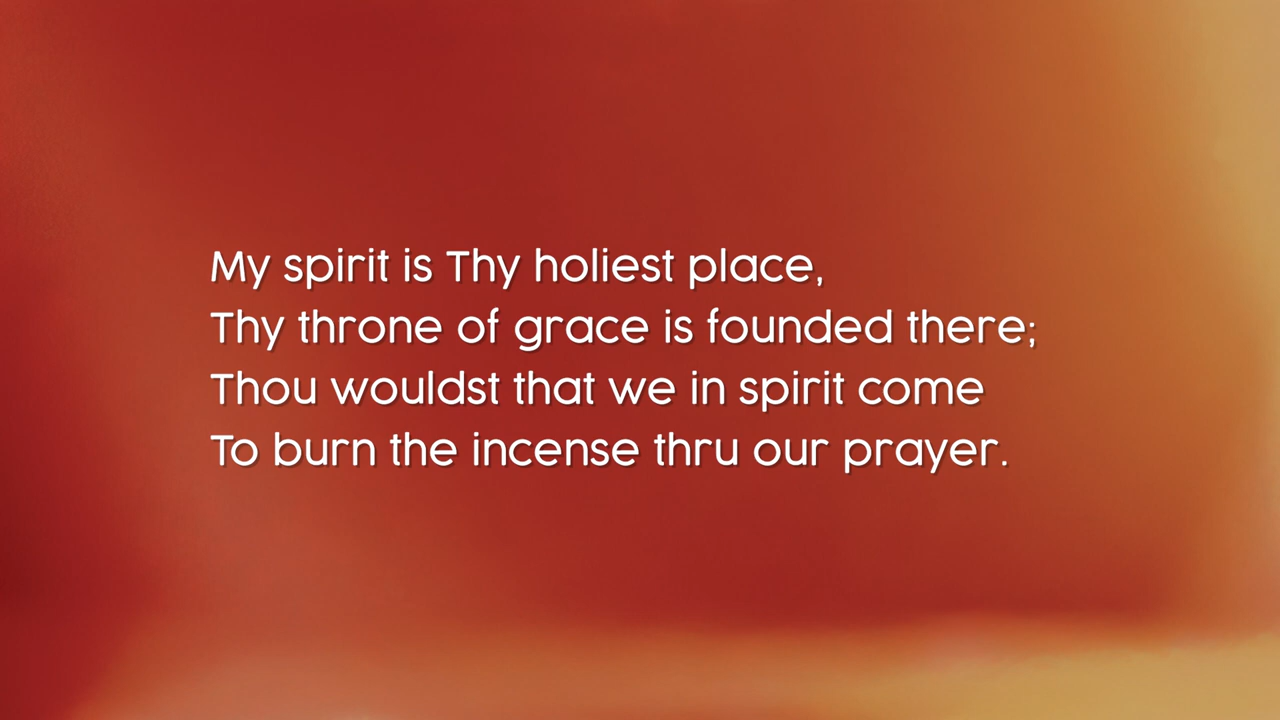 My spirit is Thy holiest place,
Thy throne of grace is founded there;
Thou wouldst that we in spirit come
To burn the incense thru our prayer.